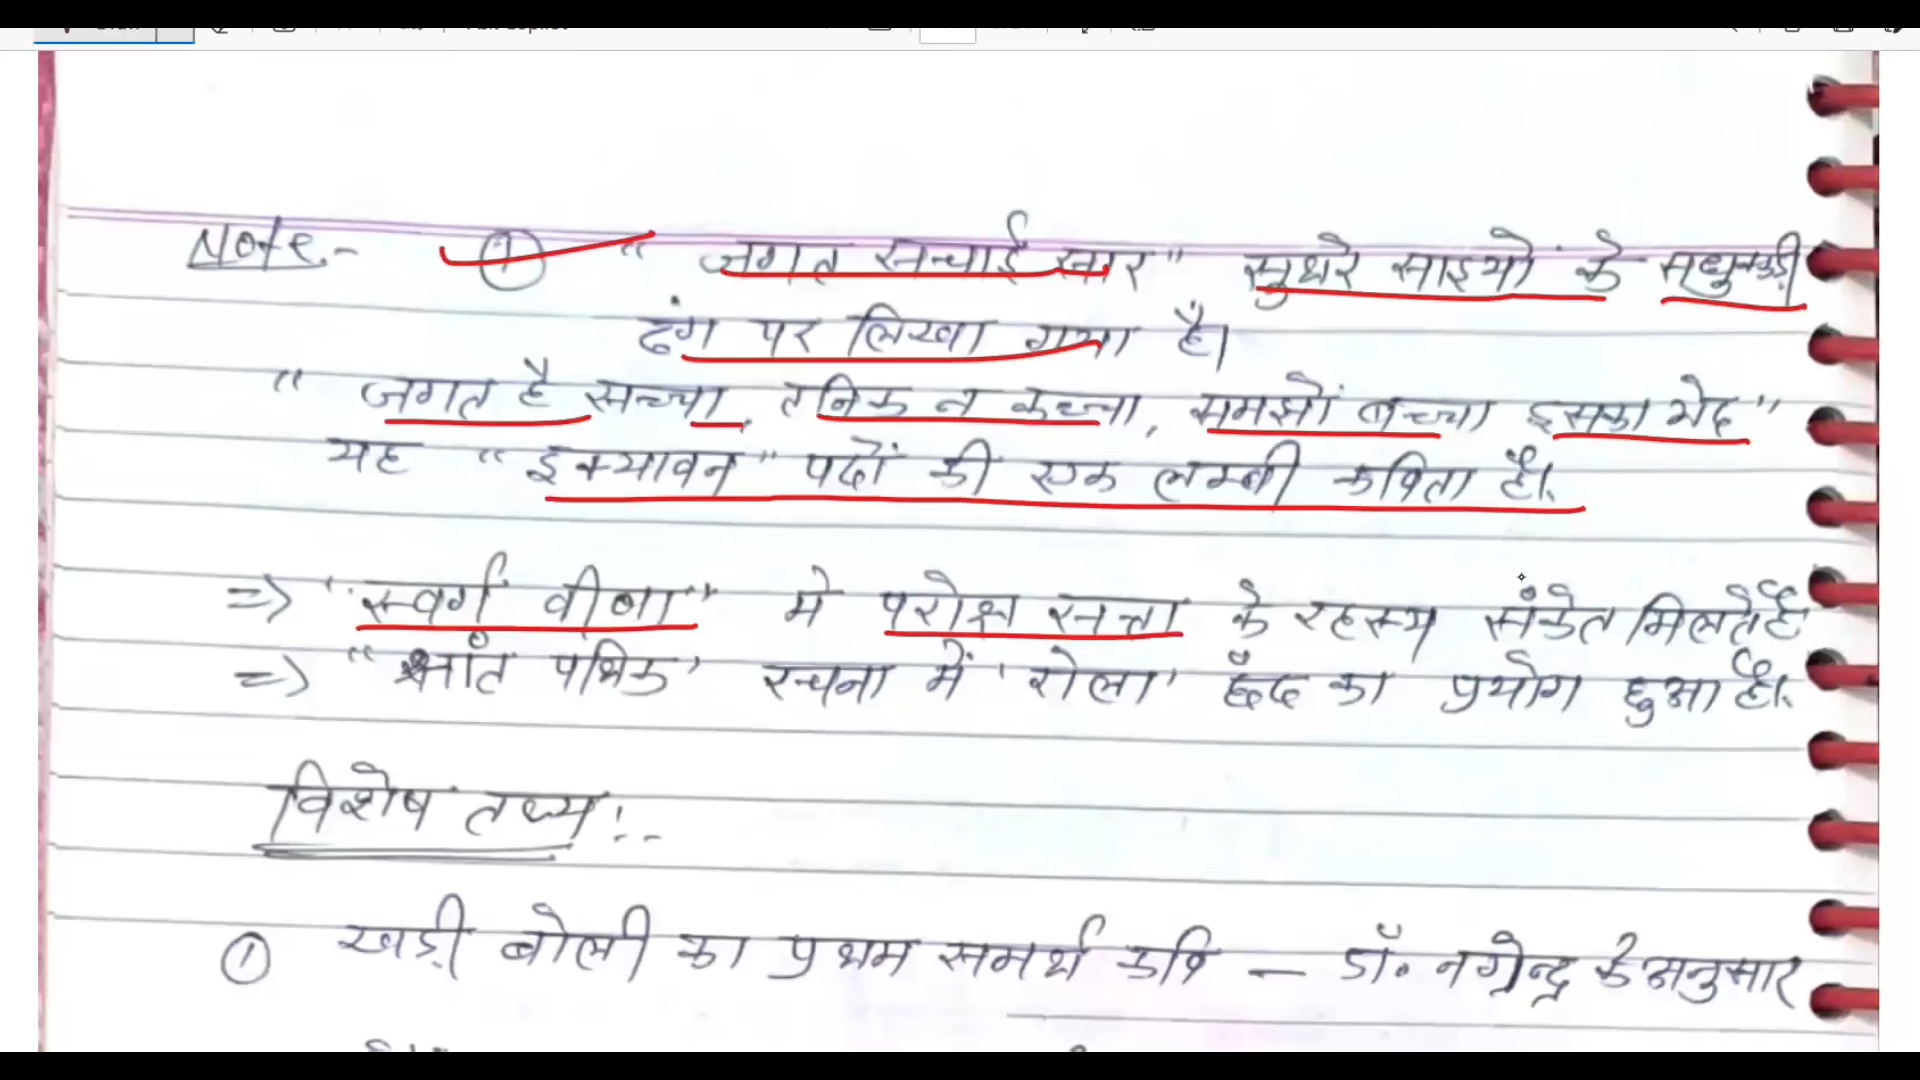 Note:- ① "जगत सच्चाई सार" सुथरे साइयों के सधुक्कड़ी
ढंग पर लिखा गया है।
"जगत है सच्चा, तनिक न कच्चा, समझों बच्चा इसका भेद"
यह "इक्यावन" पदों की एक लम्बी कविता है।
=> "स्वर्ग वीणा" मे परोक्ष सत्ता के रहस्य संकेत मिलते है
=> "श्रांत पथिक' रचना में 'रोला' छंद का प्रयोग हुआ है।
विशेष तथ्य:--
① खड़ी बोली का प्रथम समर्थ कवि - डॉ. नगेन्द्र के अनुसार